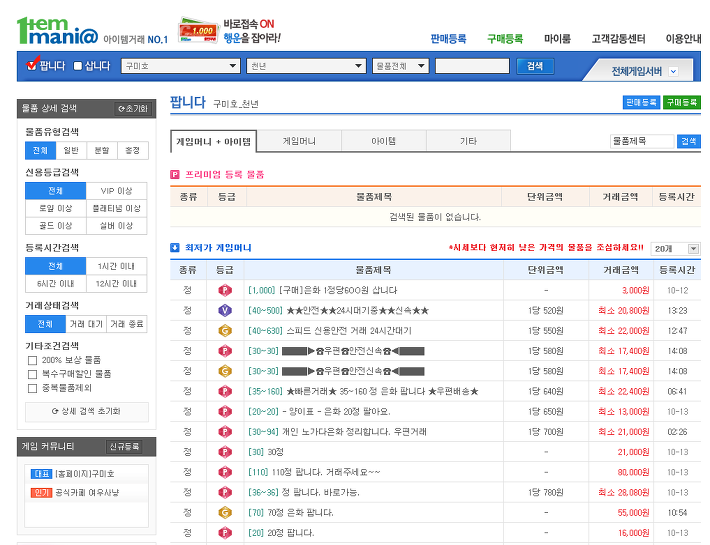 Item mania 아이템거래 NO.1
바로접속 ON
행운을 잡아라!
판매등록 구매등록 마이룸 고객감동센터 이용안내
팝니다 삽니다 구미호 천년 물품전체 검색 전체게임서버
물품 상세 검색 초기화
물품유형검색
전체 일반 분할 흥정
신용등급검색
전체 VIP 이상
로얄 이상 플래티넘 이상
골드 이상 실버 이상
등록시간검색
전체 1시간 이내
6시간 이내 12시간 이내
거래상태검색
전체 거래 대기 거래 종료
기타조건검색
200% 보상 물품
복수구매할인 물품
중복물품제외
상세 검색 초기화
게임 커뮤니티 신규등록
대표 [홈페이지]구미호
인기 공식카페 여우사냥
팝니다 구미호_천년 판매등록 구매등록
게임머니 + 아이템 게임머니 아이템 기타 물품제목 검색
P 프리미엄 등록 물품
종류 등급 물품제목 단위금액 거래금액 등록시간
검색된 물품이 없습니다.
최저가 게임머니 *시세보다 현저히 낮은 가격의 물품을 조심하세요!! 20개
종류 등급 물품제목 단위금액 거래금액 등록시간
정 P [1,000] [구매]은화 1정당600원 삽니다 - 3,000원 10-12
정 V [40~500] ★★안전★★24시대기중★★신속★★ 1당 520원 최소 20,800원 13:23
정 G [40~630] 스피드 신용안전 거래 24시간대기 1당 550원 최소 22,000원 12:47
정 P [30~30] ▶☎우편☎안전신속☎◀ 1당 580원 최소 17,400원 14:08
정 G [30~30] ▶☎우편☎안전신속☎◀ 1당 580원 최소 17,400원 14:08
정 P [35~160] ★빠른거래★ 35~160 정 은화 팝니다 ★우편배송★ 1당 640원 최소 22,400원 06:41
정 P [20~20] - 양이표 - 은화 20정 팔아요. 1당 650원 최소 13,000원 10-13
정 P [30~94] 개인 노가다은화 정리합니다. 우편거래 1당 700원 최소 21,000원 02:26
정 P [30] 30정 - 21,000원 10-13
정 P [110] 110정 팝니다. 거래주세요~~ - 80,000원 10-13
정 P [36~36] 정 팝니다. 바로가능. 1당 780원 최소 28,080원 10-13
정 G [70] 70정 은화 팝니다. - 55,000원 10:54
정 P [20] 20정 팝니다. - 16,000원 10-13